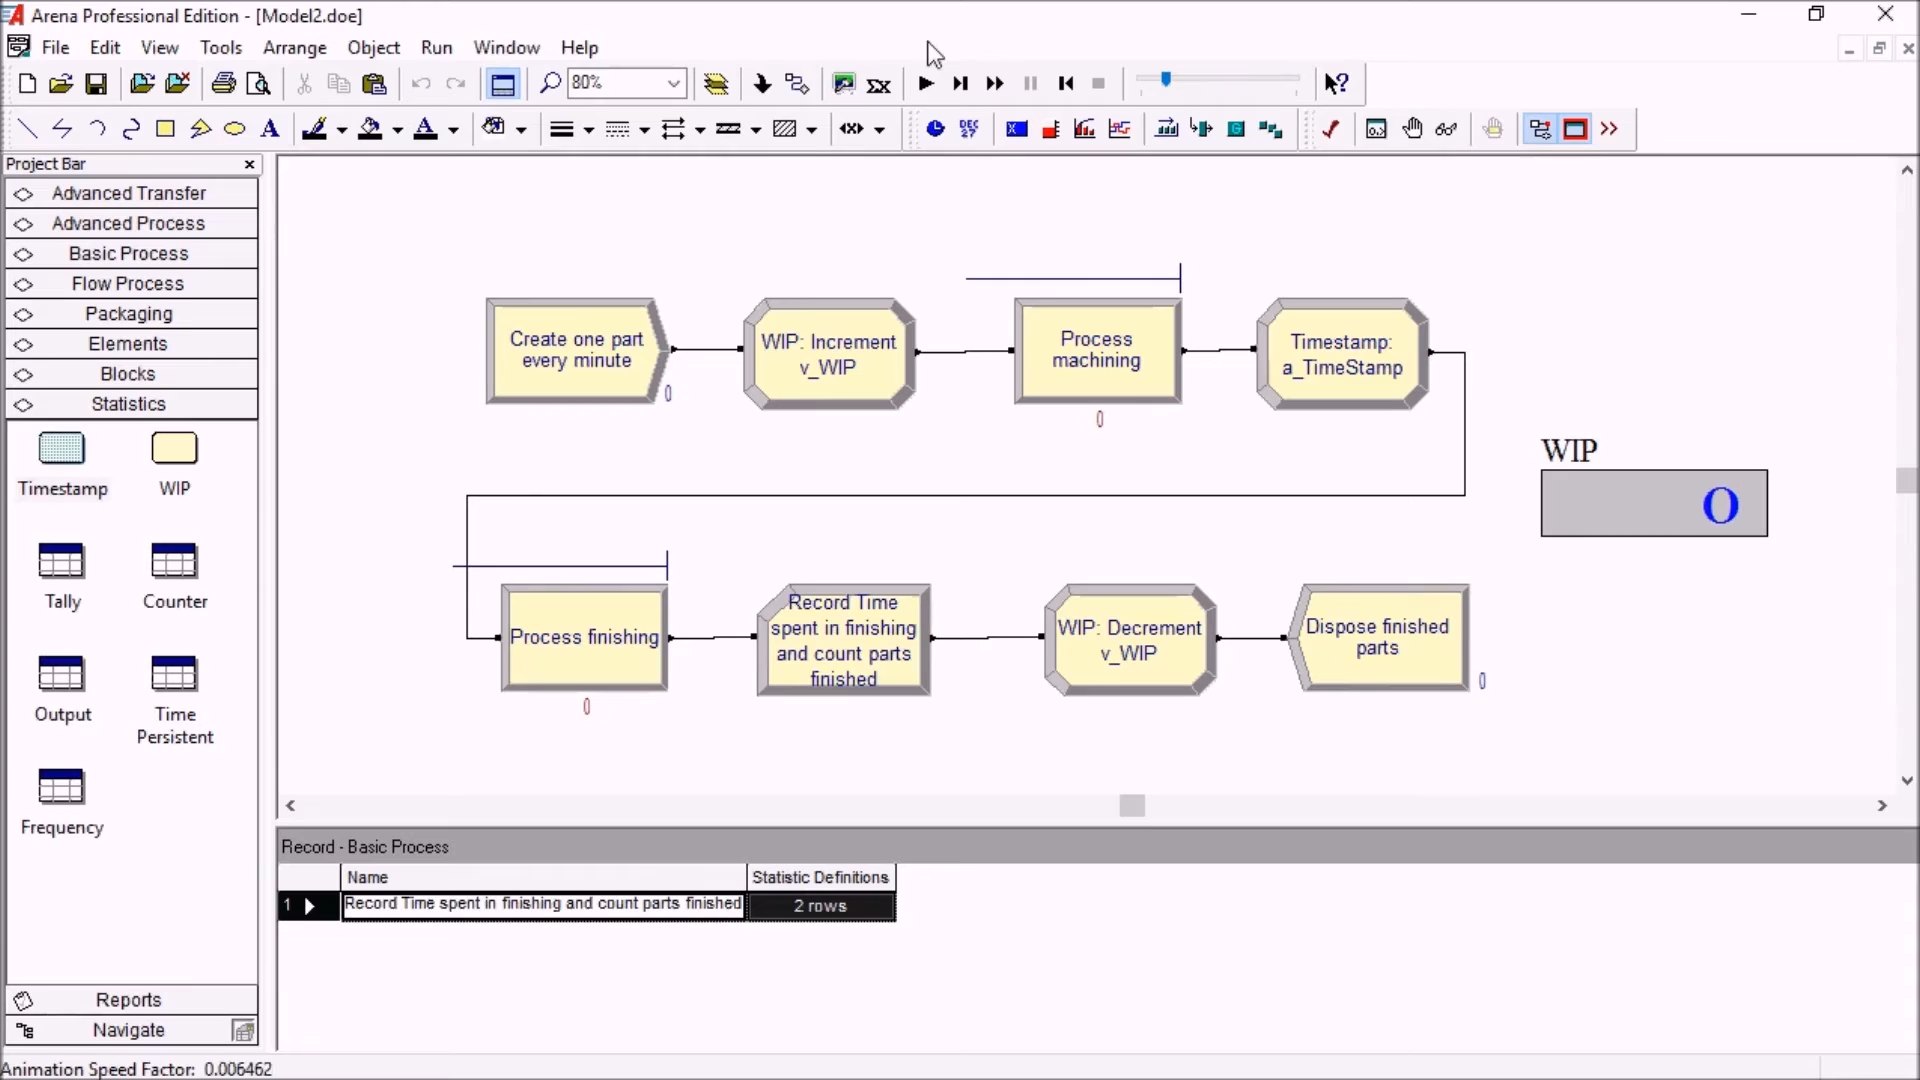 Arena Professional Edition - [Model2.doe]
File Edit View Tools Arrange Object Run Window Help
80%
Project Bar
Advanced Transfer
Advanced Process
Basic Process
Flow Process
Packaging
Elements
Blocks
Statistics
Timestamp WIP
Tally Counter
Output Time
Persistent
Frequency
Reports
Navigate
Create one part
every minute
0
WIP: Increment
v_WIP
Process
machining
0
Timestamp:
a_TimeStamp
WIP
0
Process finishing
0
Record Time
spent in finishing
and count parts
finished
WIP: Decrement
v_WIP
Dispose finished
parts
0
Record - Basic Process
Name Statistic Definitions
1 Record Time spent in finishing and count parts finished 2 rows
Animation Speed Factor: 0.006462